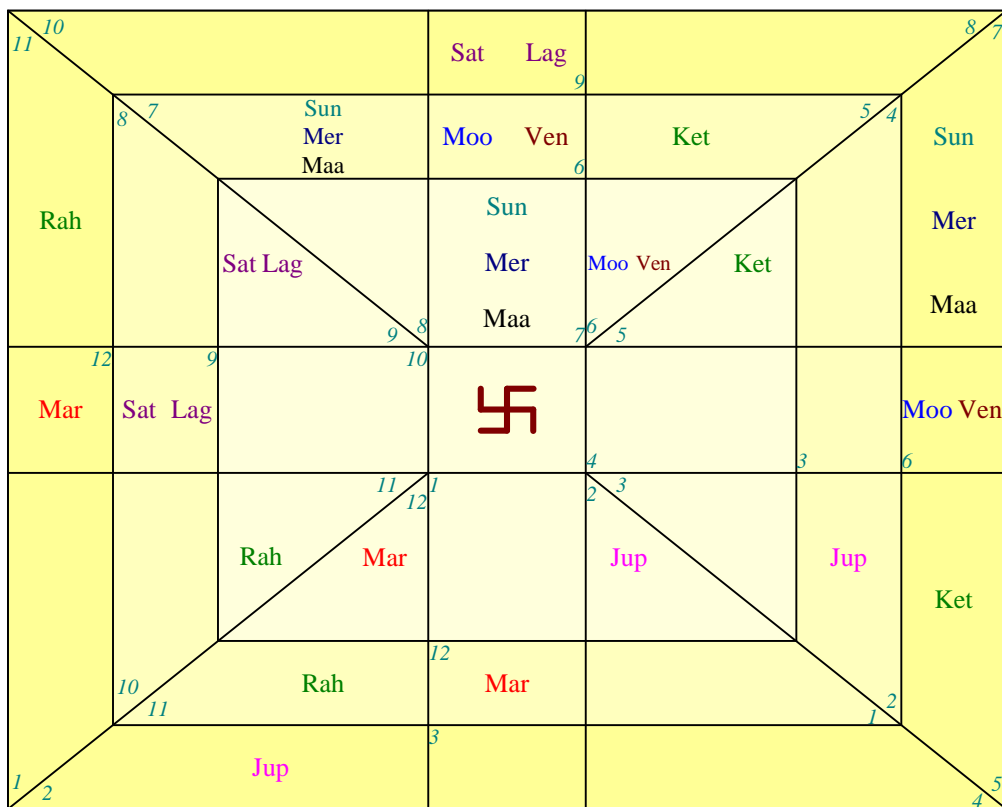 10 8
11 7
Sat Lag
9
8 7 5 4
Sun
Mer
Maa
Moo Ven
Ket
Sun
6
Rah
Sun
Mer
Sat Lag
Mer
Moo Ven
Ket
Maa
Maa
9 8 7 6 5
12 9 10
Mar
Sat Lag
Moo Ven
4 3 6
11 12 1 2 3
Rah
Mar
Jup
Jup
Ket
12
Rah
Mar
10 11 2 1
3
Jup
1 2 5 4